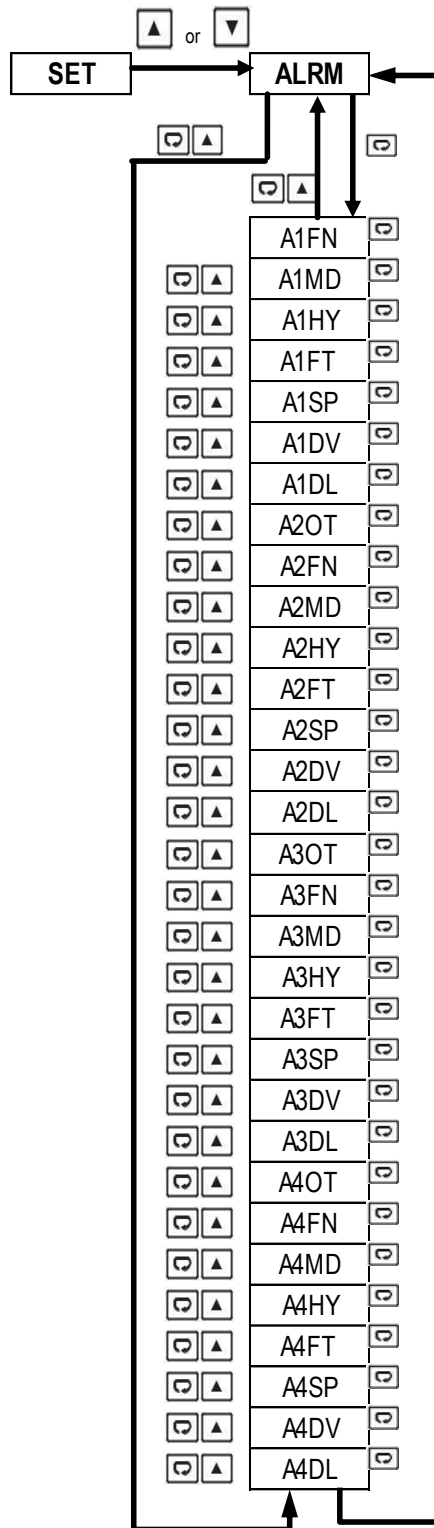 or
SET ALRM
A1FN
A1MD
A1HY
A1FT
A1SP
A1DV
A1DL
A2OT
A2FN
A2MD
A2HY
A2FT
A2SP
A2DV
A2DL
A3OT
A3FN
A3MD
A3HY
A3FT
A3SP
A3DV
A3DL
A4OT
A4FN
A4MD
A4HY
A4FT
A4SP
A4DV
A4DL